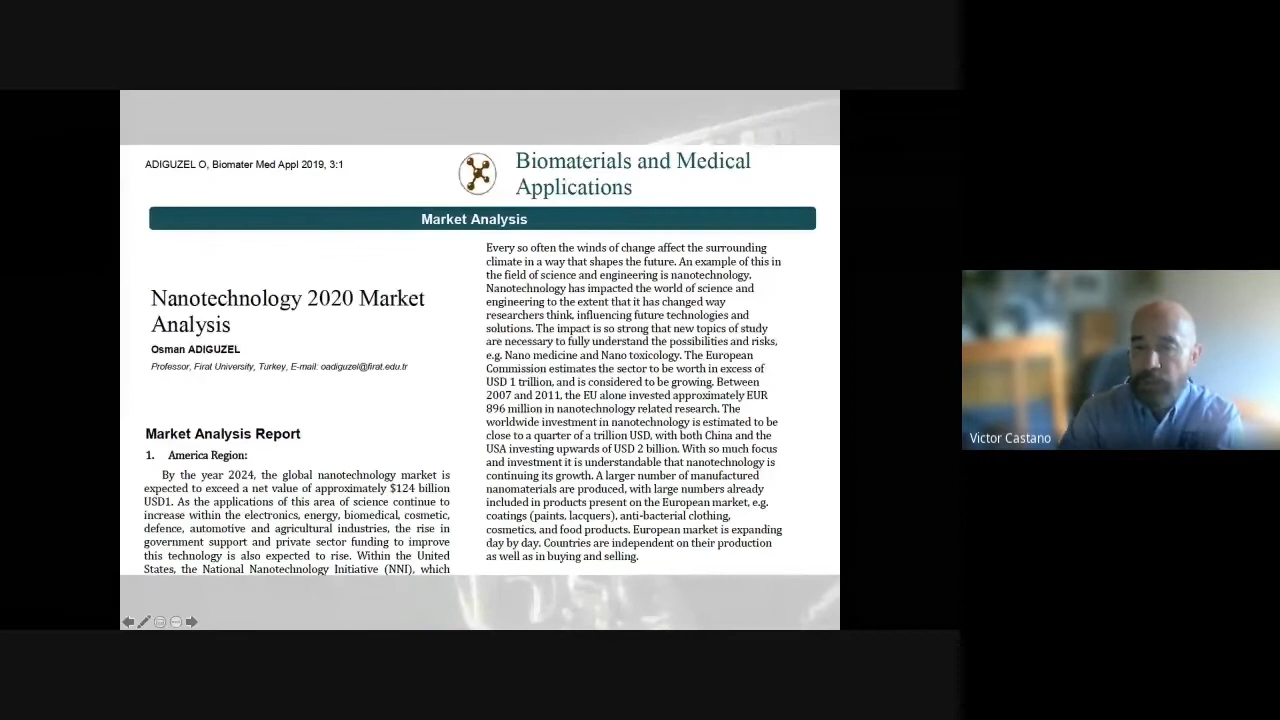 ADIGUZEL O, Biomater Med Appl 2019, 3:1
Biomaterials and Medical
Applications
Market Analysis
Nanotechnology 2020 Market
Analysis
Osman ADIGUZEL
Professor, Firat University, Turkey, E-mail: oadiguzel@firat.edu.tr
Market Analysis Report
1. America Region:
By the year 2024, the global nanotechnology market is
expected to exceed a net value of approximately $124 billion
USD1. As the applications of this area of science continue to
increase within the electronics, energy, biomedical, cosmetic,
defence, automotive and agricultural industries, the rise in
government support and private sector funding to improve
this technology is also expected to rise. Within the United
States, the National Nanotechnology Initiative (NNI), which
Every so often the winds of change affect the surrounding
climate in a way that shapes the future. An example of this in
the field of science and engineering is nanotechnology.
Nanotechnology has impacted the world of science and
engineering to the extent that it has changed way
researchers think, influencing future technologies and
solutions. The impact is so strong that new topics of study
are necessary to fully understand the possibilities and risks,
e.g. Nano medicine and Nano toxicology. The European
Commission estimates the sector to be worth in excess of
USD 1 trillion, and is considered to be growing. Between
2007 and 2011, the EU alone invested approximately EUR
896 million in nanotechnology related research. The
worldwide investment in nanotechnology is estimated to be
close to a quarter of a trillion USD, with both China and the
USA investing upwards of USD 2 billion. With so much focus
and investment it is understandable that nanotechnology is
continuing its growth. A larger number of manufactured
nanomaterials are produced, with large numbers already
included in products present on the European market, e.g.
coatings (paints, lacquers), anti-bacterial clothing,
cosmetics, and food products. European market is expanding
day by day. Countries are independent on their production
as well as in buying and selling.
Victor Castano